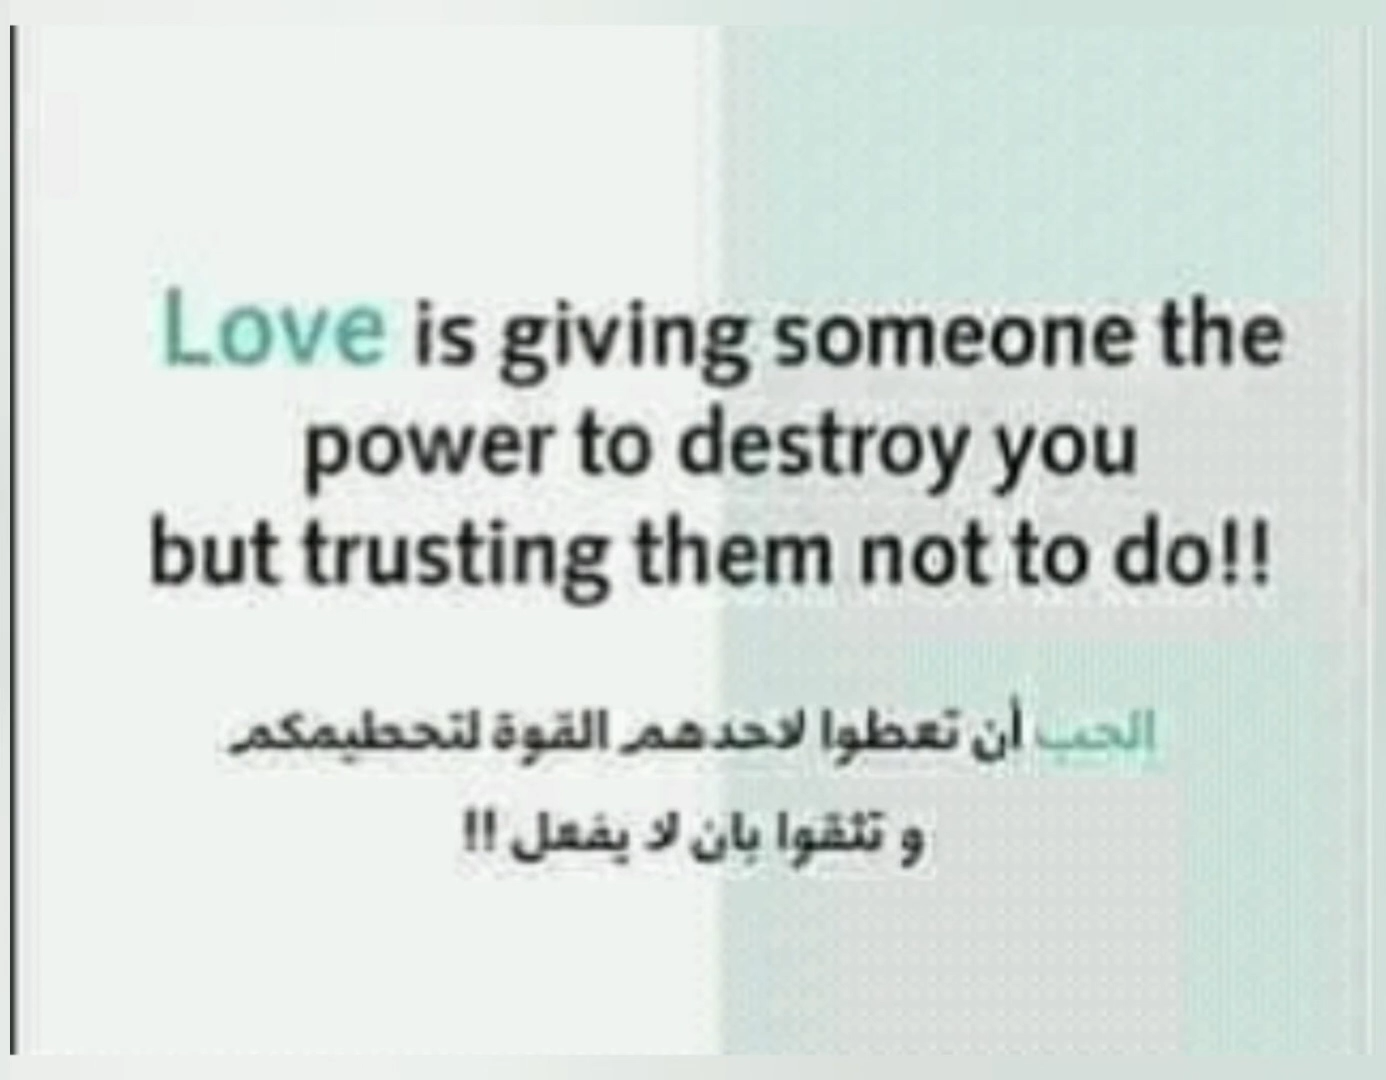 Love is giving someone the
power to destroy you
but trusting them not to do!!
الحب أن تعطوا لاحدهم القوة لتحطيمكم
و تثقوا بان لا يفعل !!